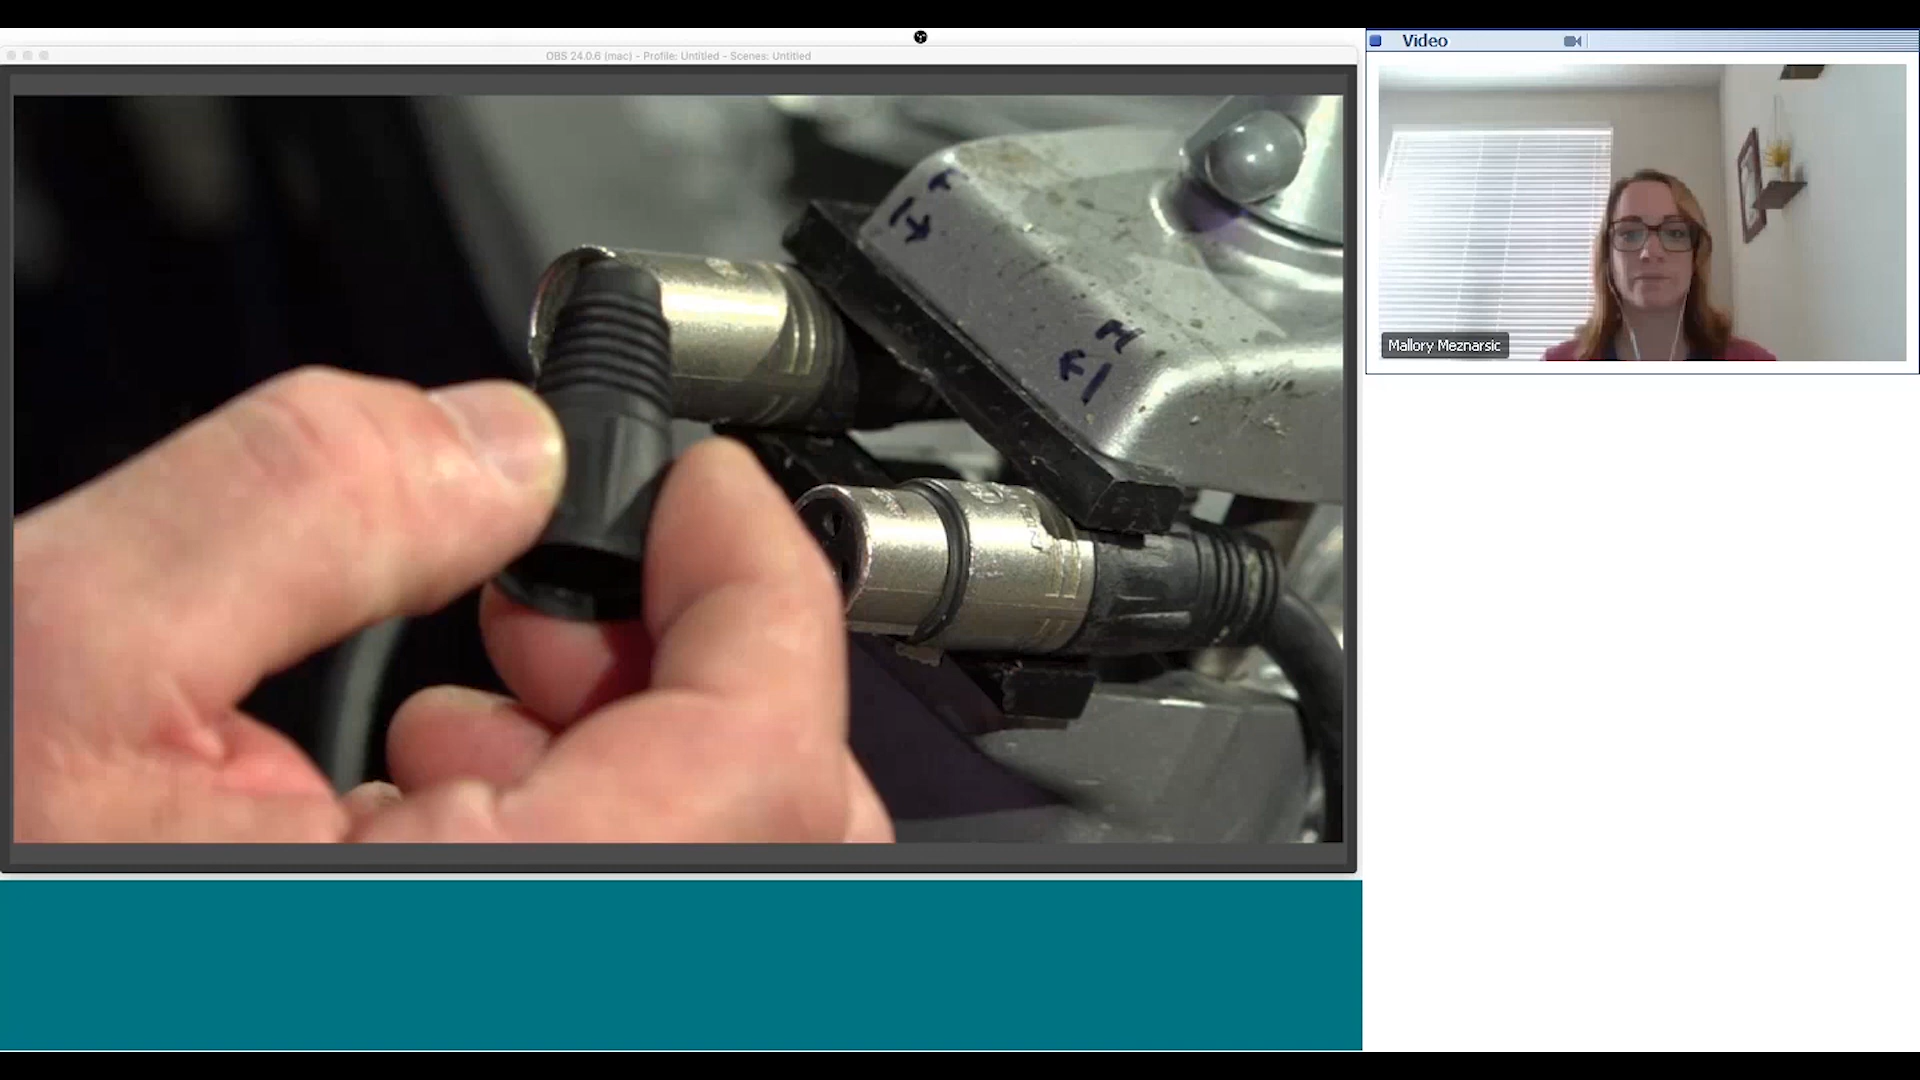 OBS 24.0.6 (mac) - Profile: Untitled - Scenes: Untitled
Video
Mallory Meznarsic